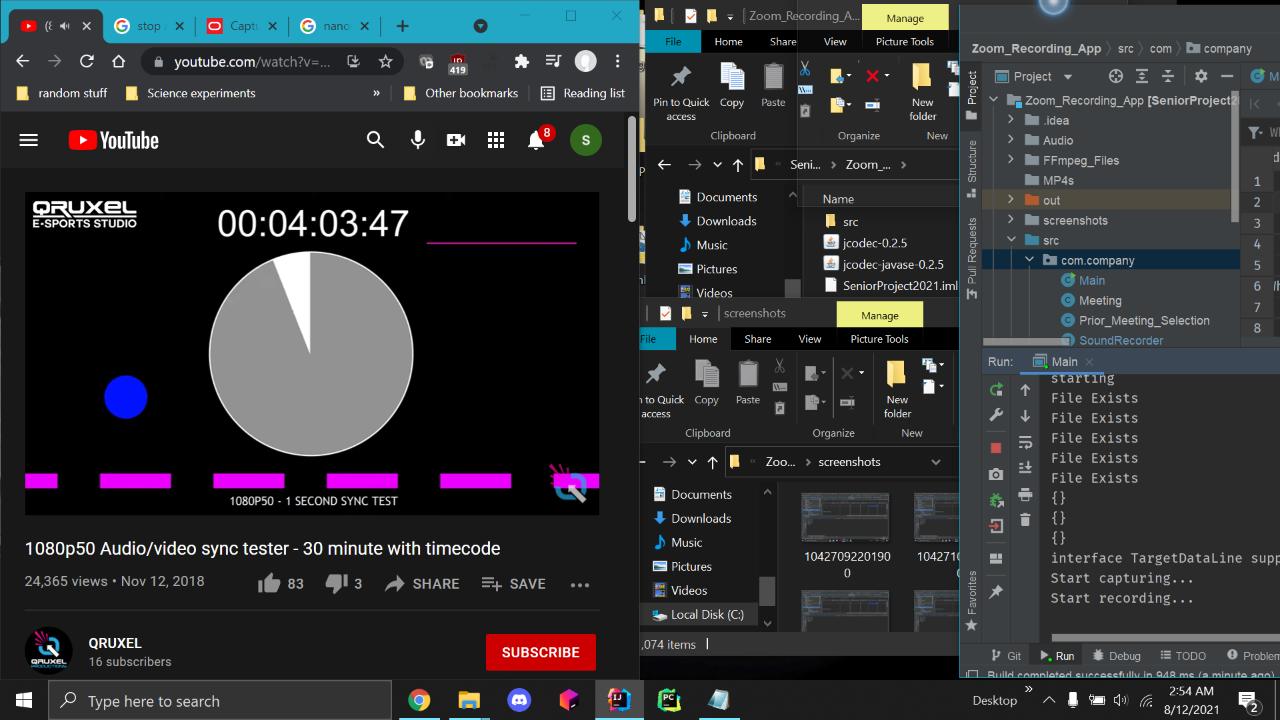 stop
Captu
nano
youtube.com/watch?v=...
419
random stuff
Science experiments
»
Other bookmarks
Reading list
YouTube
8
S
QRUXEL
E-SPORTS STUDIO
00:04:03:47
1080P50 - 1 SECOND SYNC TEST
1080p50 Audio/video sync tester - 30 minute with timecode
24,365 views • Nov 12, 2018
83
3
SHARE
SAVE
QRUXEL
16 subscribers
SUBSCRIBE
Zoom_Recording_A...
Manage
File
Home
Share
View
Picture Tools
Pin to Quick access
Copy
Paste
New folder
Clipboard
Organize
New
Seni...
Zoom_...
Documents
Downloads
Music
Pictures
Videos
Name
src
jcodec-0.2.5
jcodec-javase-0.2.5
SeniorProject2021.iml
screenshots
Manage
File
Home
Share
View
Picture Tools
n to Quick access
Copy
Paste
New folder
Clipboard
Organize
New
Zoo...
screenshots
Documents
Downloads
Music
Pictures
Videos
Local Disk (C:)
1042709220190
0
104271
,074 items
Zoom_Recording_App
src
com
company
Project
Project
Structure
Pull Requests
Favorites
Zoom_Recording_App [SeniorProject2
.idea
Audio
FFmpeg_Files
MP4s
out
screenshots
src
com.company
Main
Meeting
Prior_Meeting_Selection
SoundRecorder
1
2
3
4
5
6
7
8
Run:
Main
starting
File Exists
File Exists
File Exists
File Exists
File Exists
{}
{}
{}
interface TargetDataLine supp
Start capturing...
Start recording...
Git
Run
Debug
TODO
Problem
Build completed successfully in 948 ms (a minute ago)
Type here to search
Desktop
»
2:54 AM
8/12/2021
2